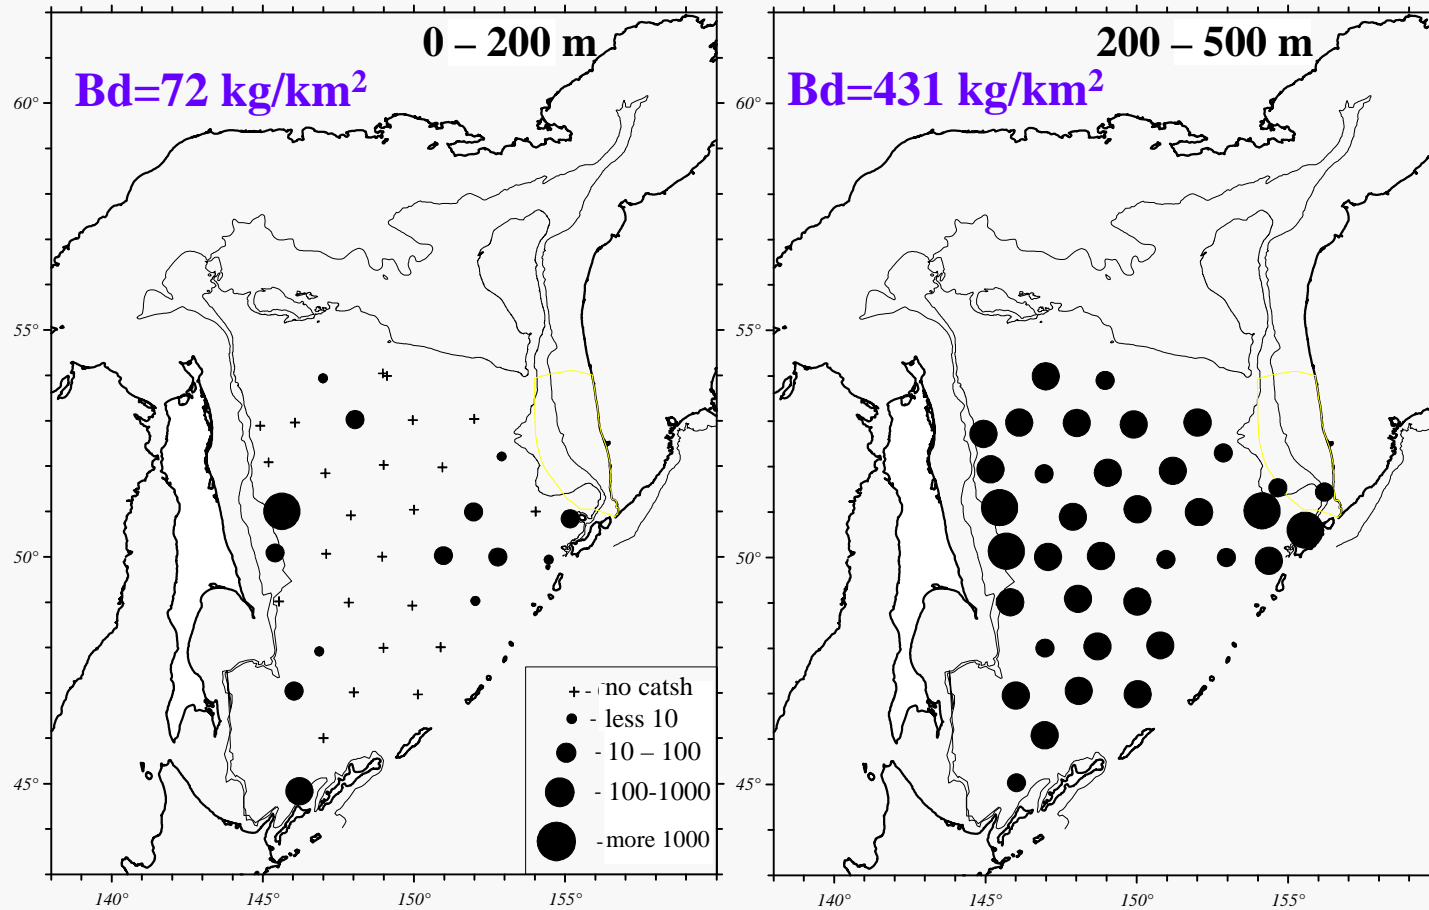 0 – 200 m
Bd=72 kg/km²
200 – 500 m
Bd=431 kg/km²
60°
55°
50°
45°
140°
145°
150°
155°
- no catsh
- less 10
- 10 – 100
- 100-1000
-more 1000
60°
55°
50°
45°
140°
145°
150°
155°